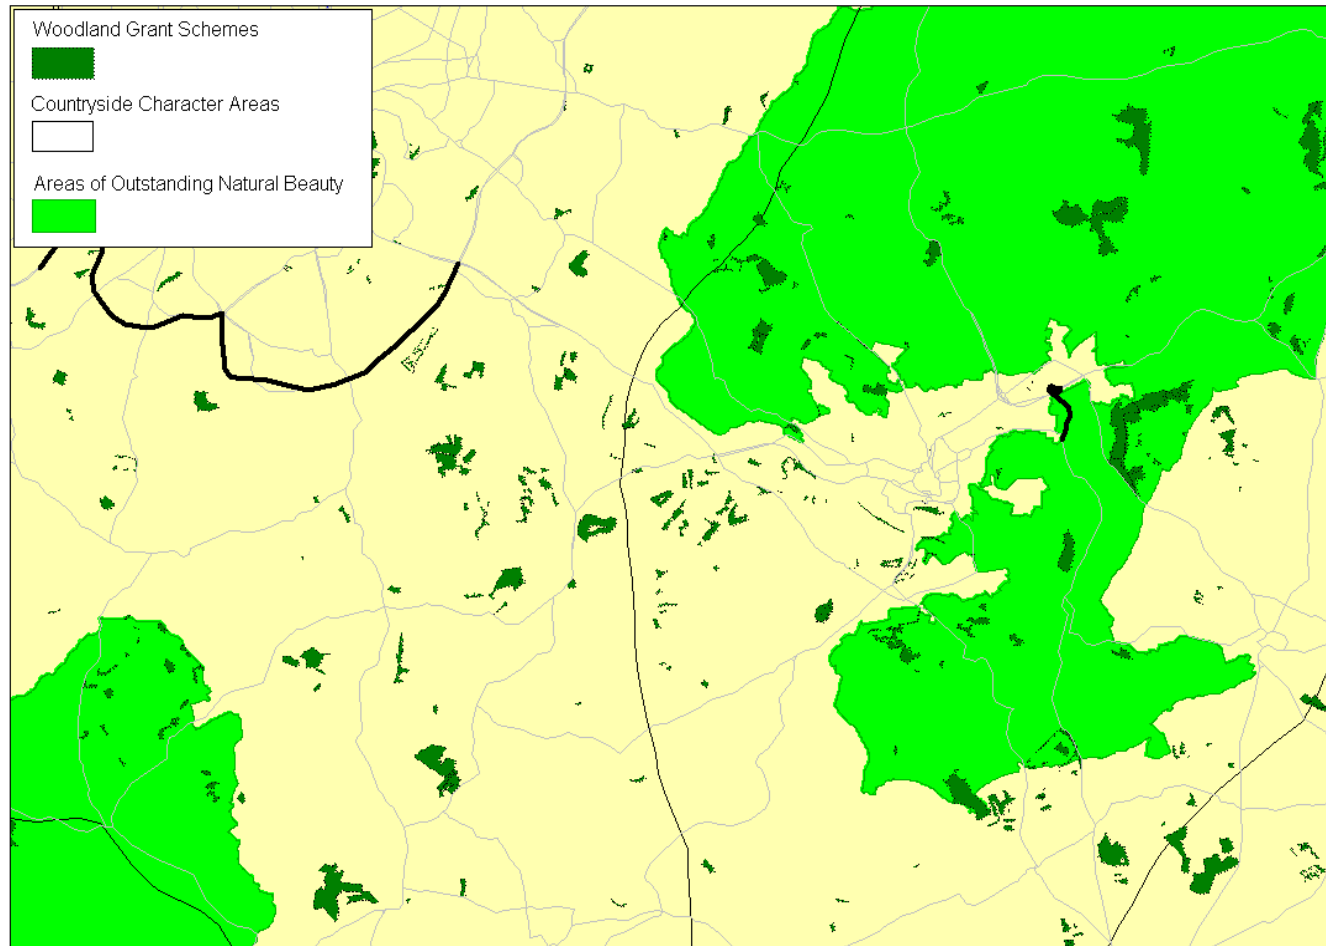 Woodland Grant Schemes
Countryside Character Areas
Areas of Outstanding Natural Beauty